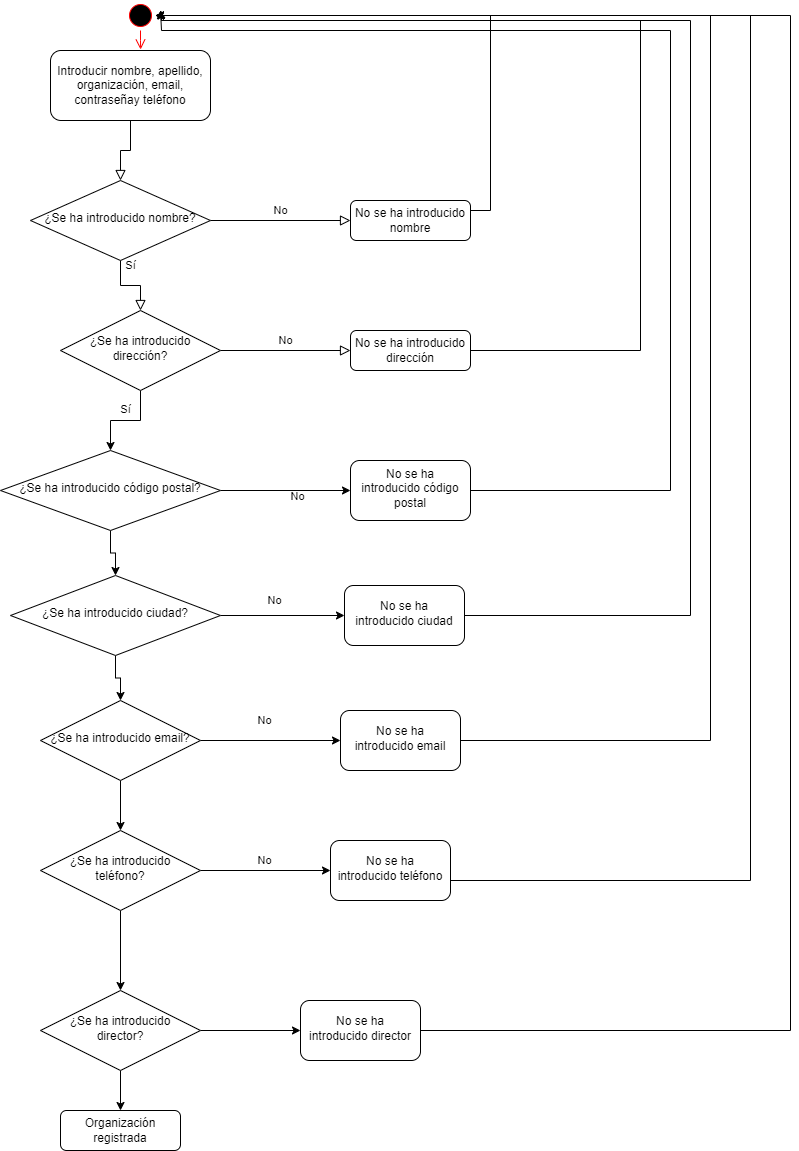 Introducir nombre, apellido,
organización, email,
contraseñay teléfono
¿Se ha introducido nombre?
No
No se ha introducido
nombre
Sí
¿Se ha introducido
dirección?
No
No se ha introducido
dirección
Sí
¿Se ha introducido código postal?
No
No se ha
introducido código
postal
¿Se ha introducido ciudad?
No
No se ha
introducido ciudad
¿Se ha introducido email?
No
No se ha
introducido email
¿Se ha introducido
teléfono?
No
No se ha
introducido teléfono
¿Se ha introducido
director?
No se ha
introducido director
Organización
registrada